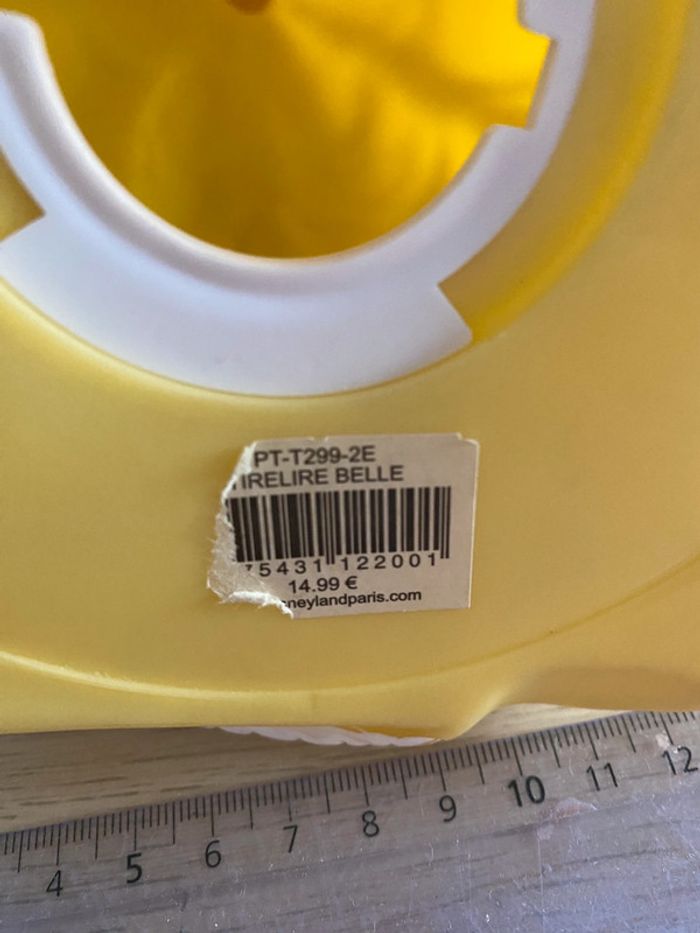 PT-T299-2E
IRELIRE BELLE
75431 122001
14.99 €
neylandparis.com
4 5 6 7 8 9 10 11 12